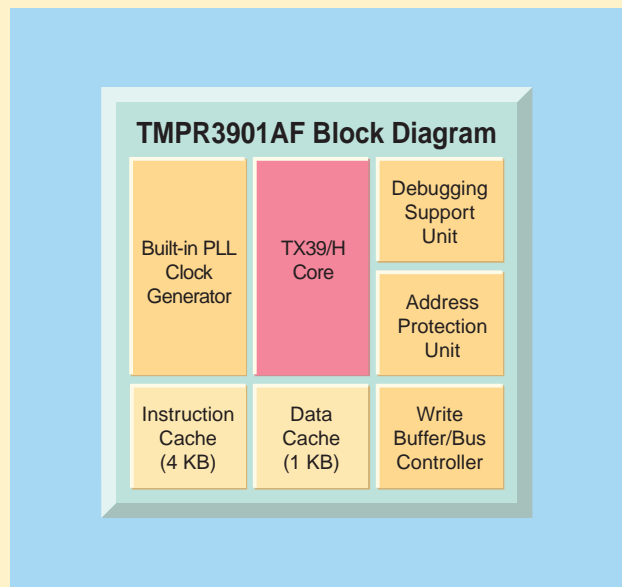 TMPR3901AF Block Diagram
Built-in PLL
Clock
Generator
TX39/H
Core
Debugging
Support
Unit
Address
Protection
Unit
Instruction
Cache
(4 KB)
Data
Cache
(1 KB)
Write
Buffer/Bus
Controller